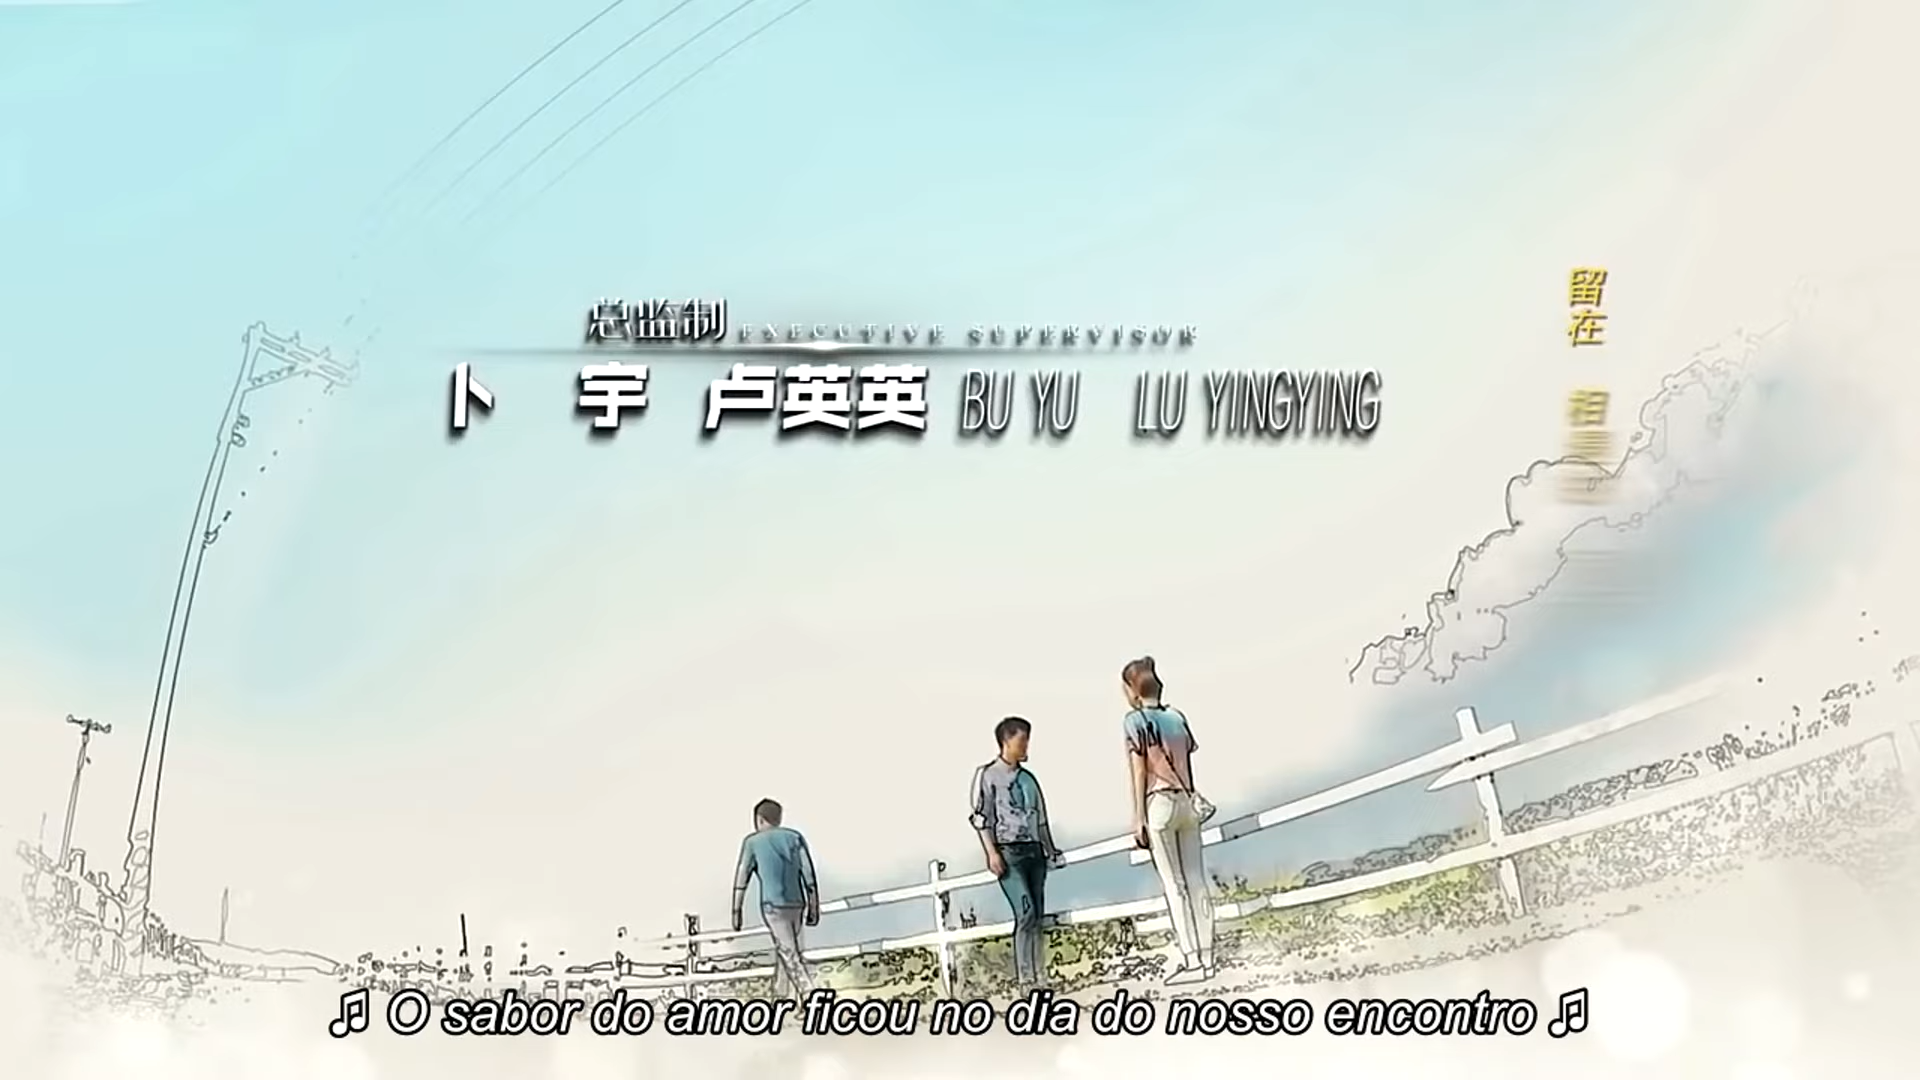 总监制 EXECUTIVE SUPERVISOR
卜 宇 卢英英 BU YU LU YINGYING
留在 相
♫ O sabor do amor ficou no dia do nosso encontro ♫